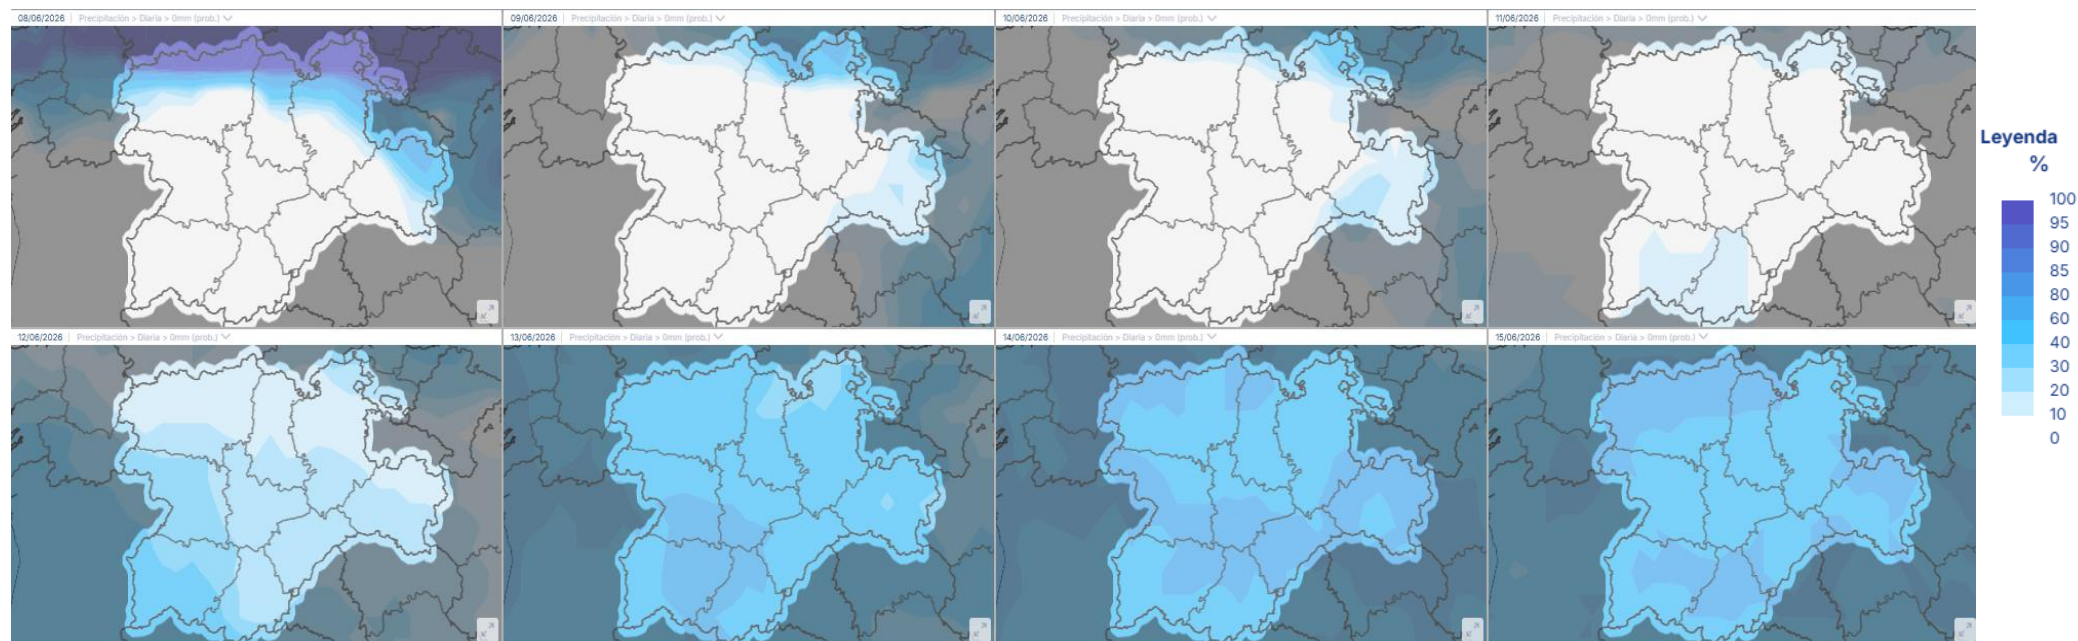 08/06/2026 | Precipitación > Diaria > 0mm (prob.)
09/06/2026 | Precipitación > Diaria > 0mm (prob.)
10/06/2026 | Precipitación > Diaria > 0mm (prob.)
11/06/2026 | Precipitación > Diaria > 0mm (prob.)
12/06/2026 | Precipitación > Diaria > 0mm (prob.)
13/06/2026 | Precipitación > Diaria > 0mm (prob.)
14/06/2026 | Precipitación > Diaria > 0mm (prob.)
15/06/2026 | Precipitación > Diaria > 0mm (prob.)
Leyenda
%
100
95
90
85
80
60
40
30
20
10
0